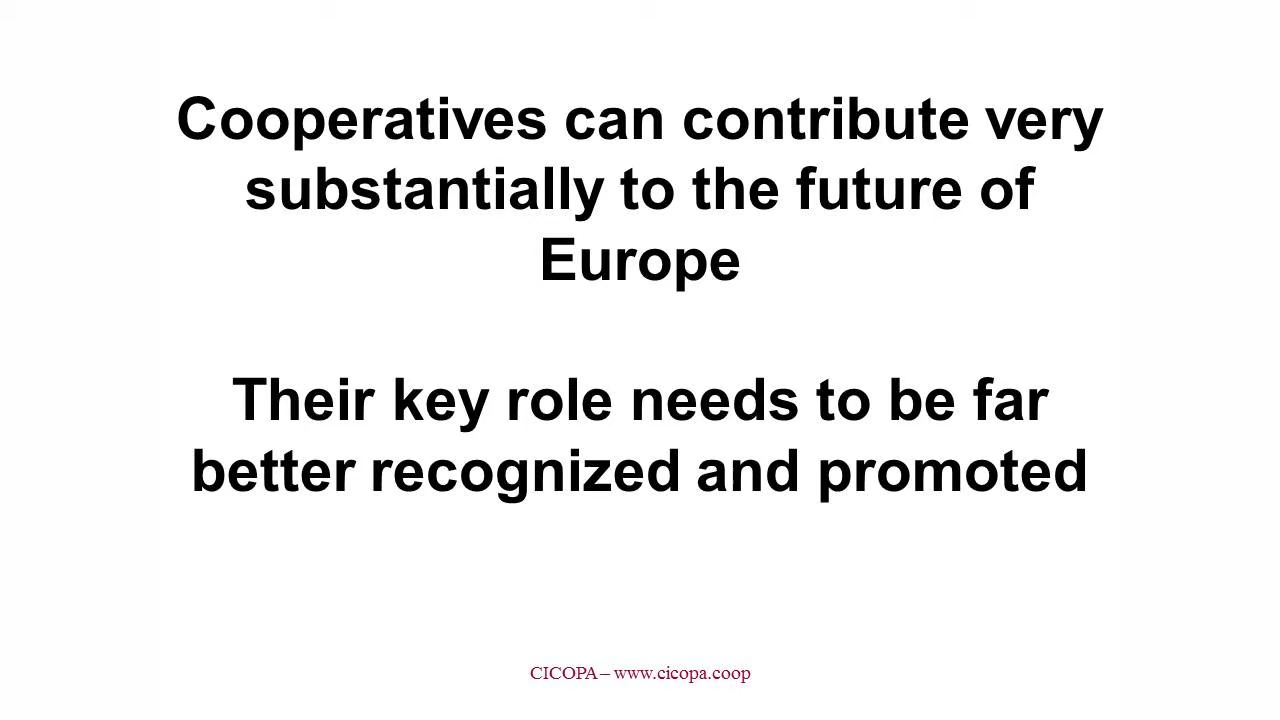 Cooperatives can contribute very
substantially to the future of
Europe
Their key role needs to be far
better recognized and promoted
CICOPA – www.cicopa.coop